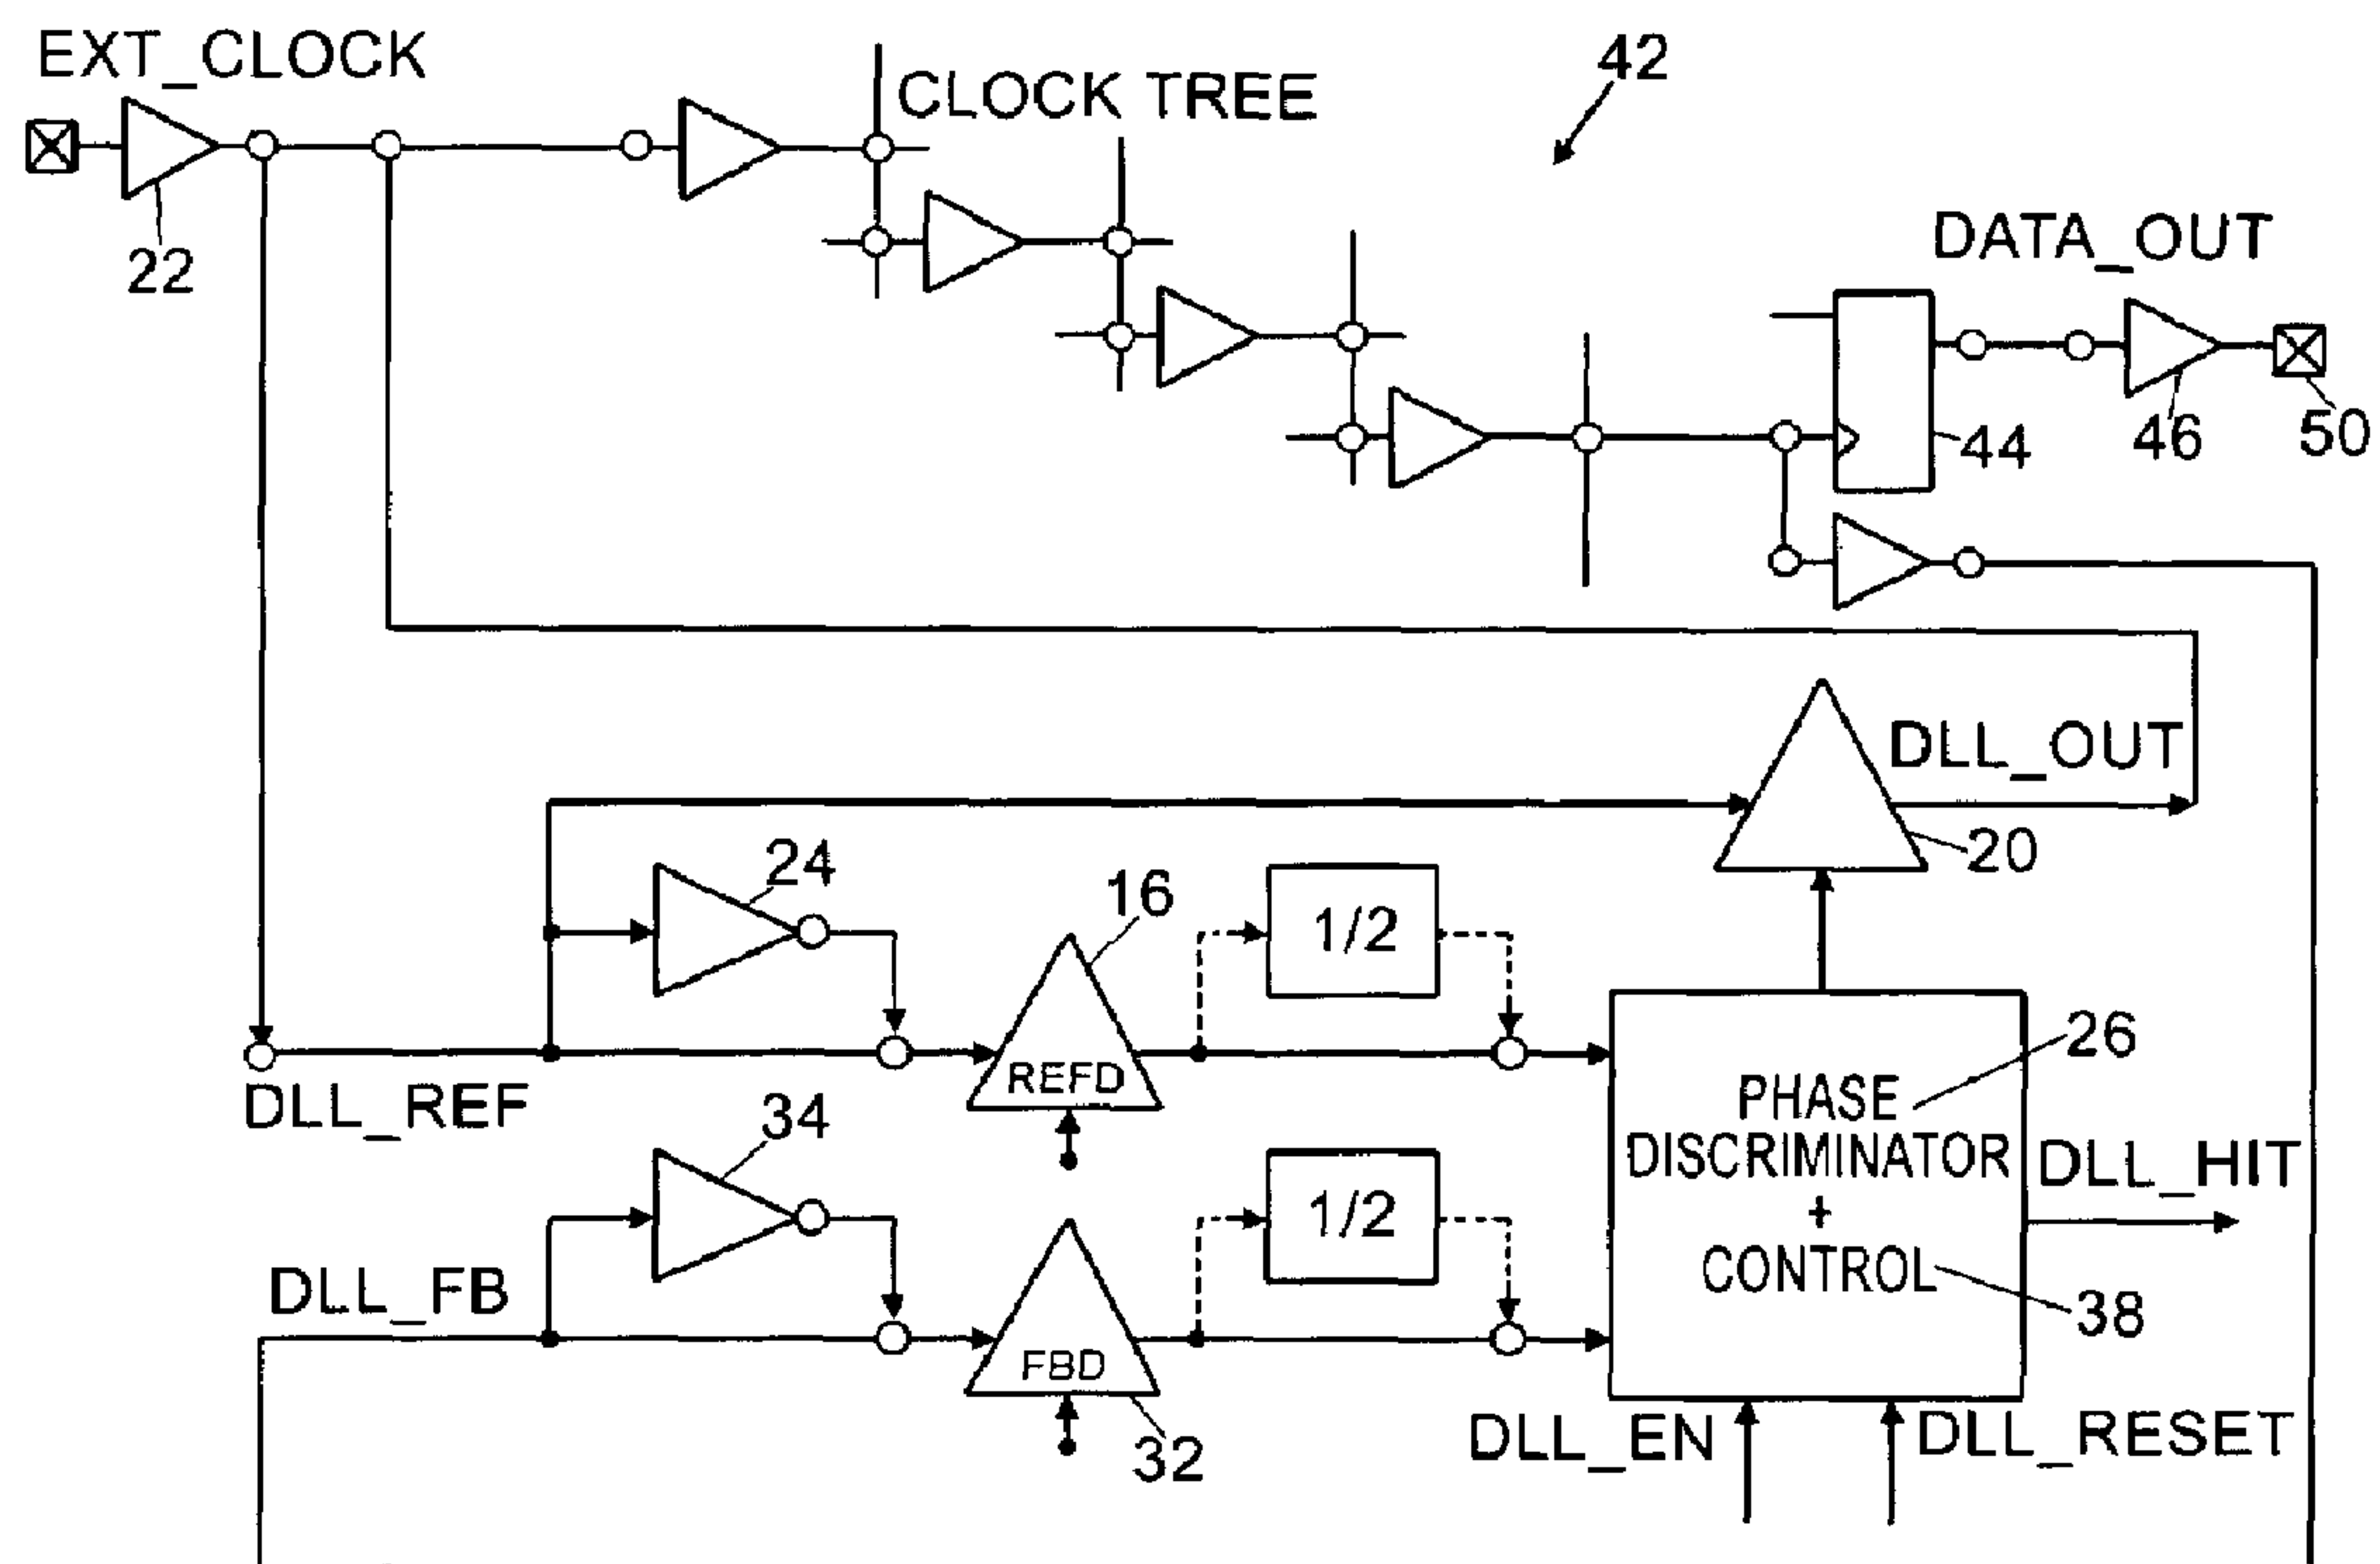 EXT_CLOCK
CLOCK TREE
42
22
DATA_OUT
44
46
50
DLL_OUT
20
24
16
1/2
REFD
DLL_REF
26
PHASE
DISCRIMINATOR
+
CONTROL
38
DLL_HIT
34
1/2
DLL_FB
FBD
32
DLL_EN
DLL_RESET